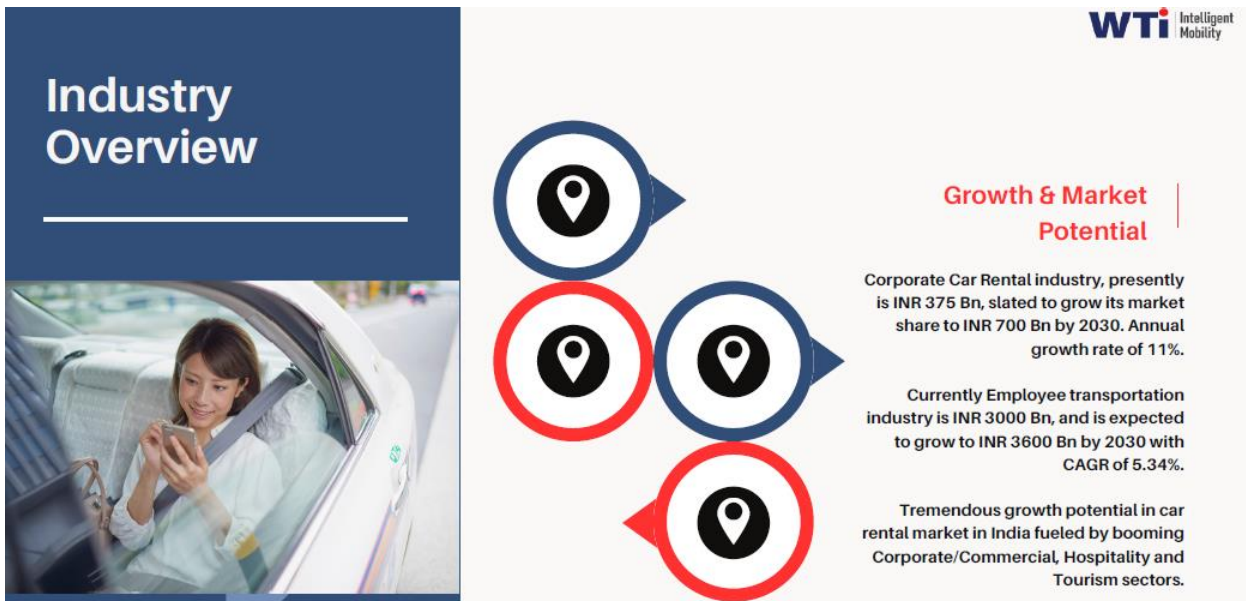 WTi Intelligent
Mobility
Industry
Overview
Growth & Market
Potential
Corporate Car Rental industry, presently
is INR 375 Bn, slated to grow its market
share to INR 700 Bn by 2030. Annual
growth rate of 11%.
Currently Employee transportation
industry is INR 3000 Bn, and is expected
to grow to INR 3600 Bn by 2030 with
CAGR of 5.34%.
Tremendous growth potential in car
rental market in India fueled by booming
Corporate/Commercial, Hospitality and
Tourism sectors.